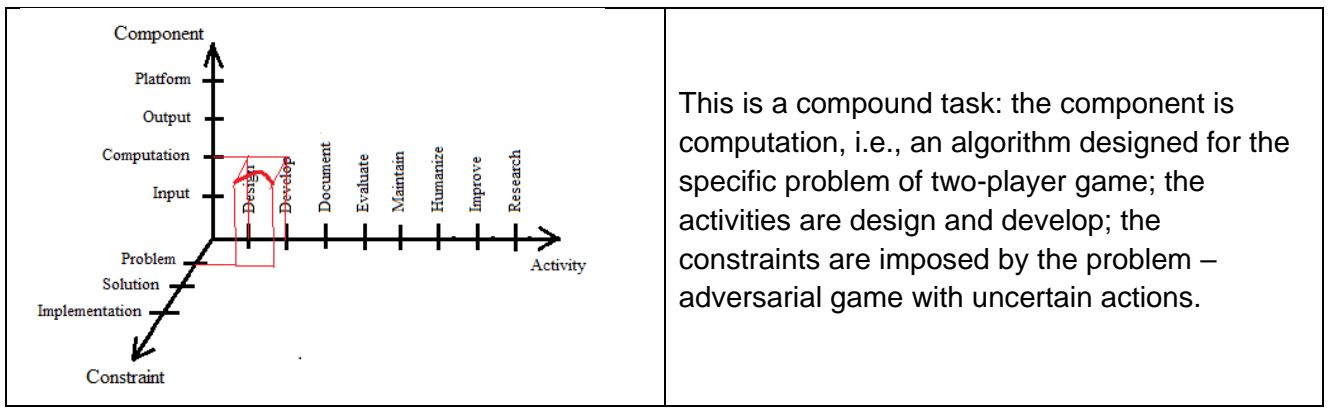 Component
Platform
Output
Computation
Input
Design
Develop
Document
Evaluate
Maintain
Humanize
Improve
Research
Activity
Problem
Solution
Implementation
Constraint
This is a compound task: the component is
computation, i.e., an algorithm designed for the
specific problem of two-player game; the
activities are design and develop; the
constraints are imposed by the problem –
adversarial game with uncertain actions.